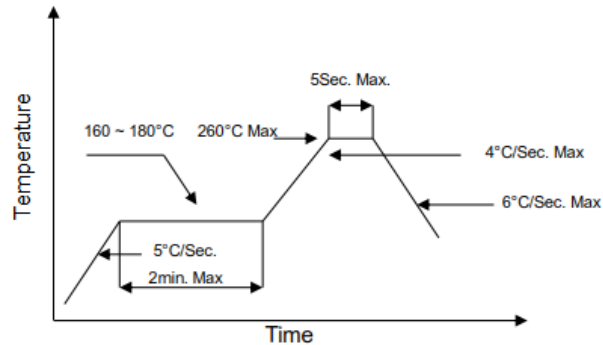 5Sec. Max.
160 ~ 180°C
260°C Max
4°C/Sec. Max
6°C/Sec. Max
5°C/Sec.
2min. Max
Temperature
Time